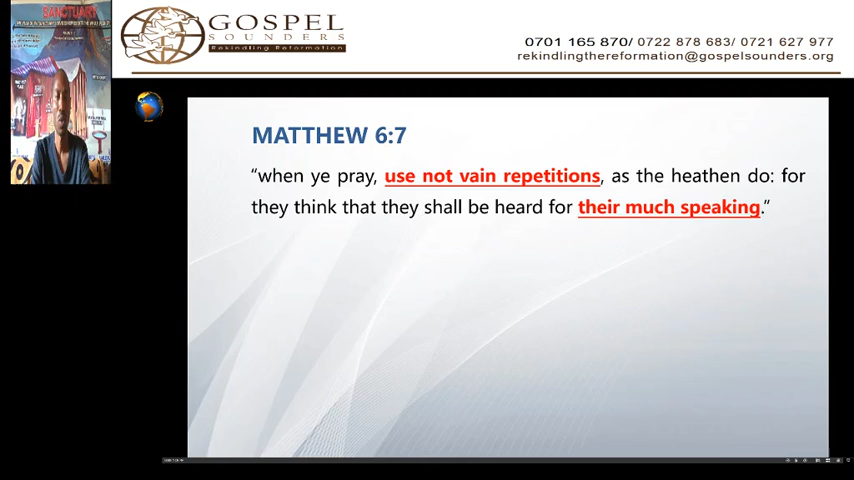 SANCTUARY
GOSPEL
SOUNDERS
Rekindling Reformation
0701 165 870/ 0722 878 683/ 0721 627 977
rekindlingthereformation@gospelsounders.org
MATTHEW 6:7
“when ye pray, use not vain repetitions, as the heathen do: for
they think that they shall be heard for their much speaking.”